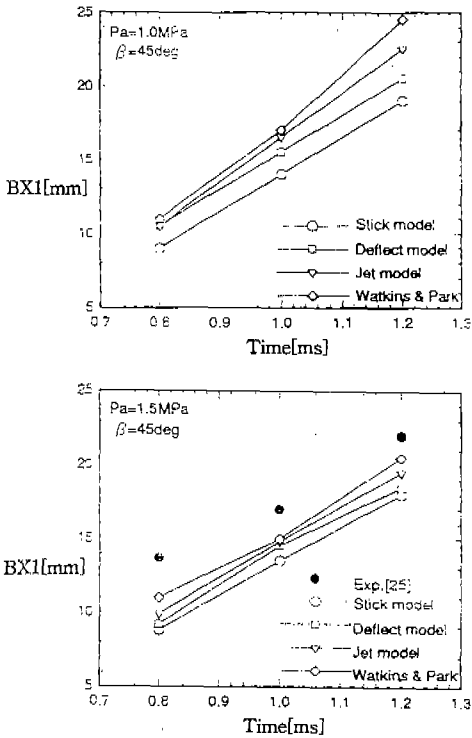 Pa=1.0MPa
β=45deg
25
20
15
10
5
BX1[mm]
Stick model
Deflect model
Jet model
Watkins & Park
0.7 0.8 0.9 1.0 1.1 1.2 1.3
Time[ms]
Pa=1.5MPa
β=45deg
25
20
15
10
5
BX1[mm]
Exp.[25]
Stick model
Deflect model
Jet model
Watkins & Park
0.7 0.8 0.9 1.0 1.1 1.2 1.3
Time[ms]